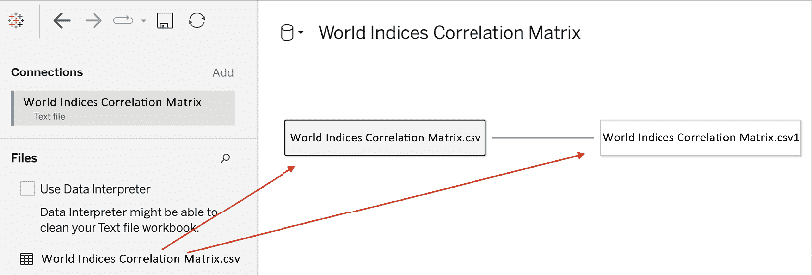 World Indices Correlation Matrix
Connections Add
World Indices Correlation Matrix
Text file
World Indices Correlation Matrix.csv World Indices Correlation Matrix.csv1
Files
Use Data Interpreter
Data Interpreter might be able to
clean your Text file workbook.
World Indices Correlation Matrix.csv